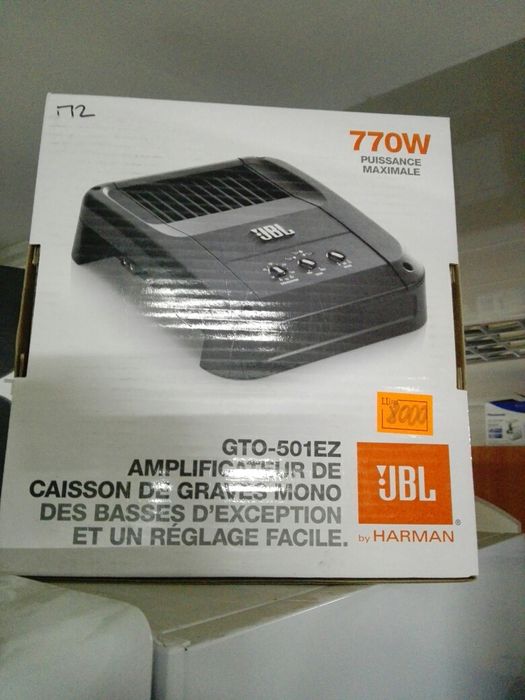 П2
770W
PUISSANCE
MAXIMALE
JBL
8000
GTO-501EZ
AMPLIFICATEUR DE
CAISSON DE GRAVES MONO
DES BASSES D'EXCEPTION
ET UN RÉGLAGE FACILE.
JBL
®
by HARMAN